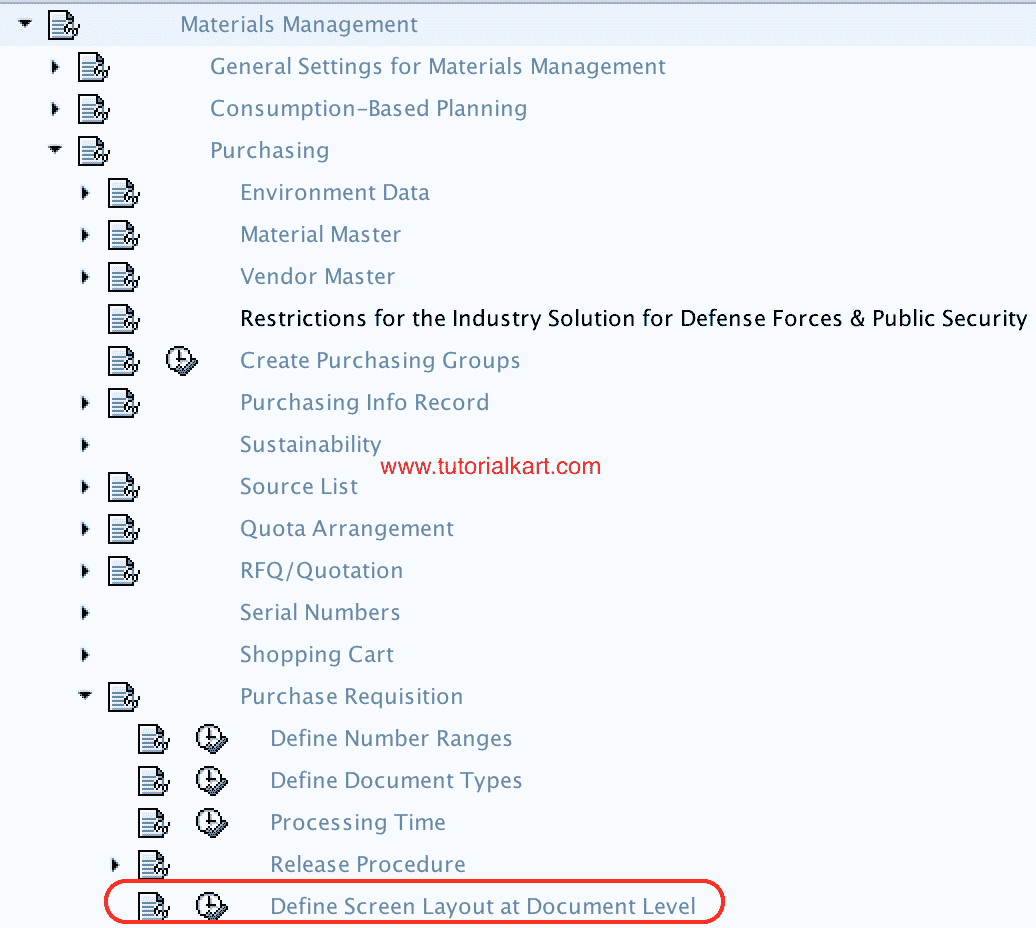 Materials Management
General Settings for Materials Management
Consumption-Based Planning
Purchasing
Environment Data
Material Master
Vendor Master
Restrictions for the Industry Solution for Defense Forces & Public Security
Create Purchasing Groups
Purchasing Info Record
Sustainability
www.tutorialkart.com
Source List
Quota Arrangement
RFQ/Quotation
Serial Numbers
Shopping Cart
Purchase Requisition
Define Number Ranges
Define Document Types
Processing Time
Release Procedure
Define Screen Layout at Document Level